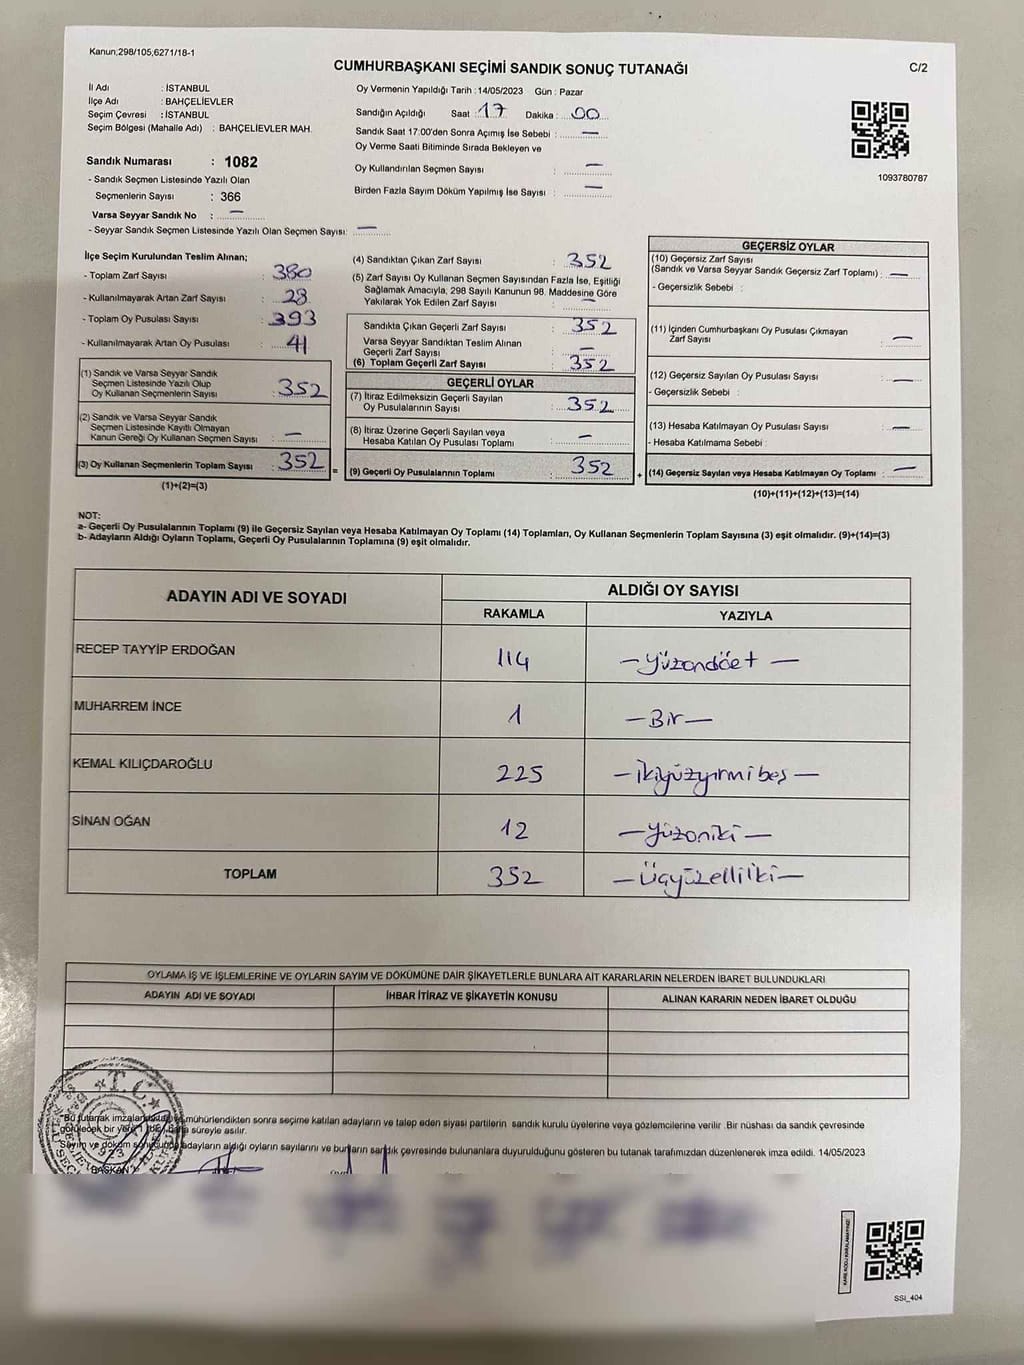 Kanun;298/105;6271/18-1
CUMHURBAŞKANI SEÇİMİ SANDIK SONUÇ TUTANAĞI
C/2
İl Adı : İSTANBUL
İlçe Adı : BAHÇELİEVLER
Seçim Çevresi : İSTANBUL
Seçim Bölgesi (Mahalle Adı) : BAHÇELİEVLER MAH.
Sandık Numarası : 1082
- Sandık Seçmen Listesinde Yazılı Olan
Seçmenlerin Sayısı : 366
Varsa Seyyar Sandık No : —
- Seyyar Sandık Seçmen Listesinde Yazılı Olan Seçmen Sayısı: —
Oy Vermenin Yapıldığı Tarih : 14/05/2023 Gün : Pazar
Sandığın Açıldığı Saat : 17 Dakika : 00
Sandık Saat 17:00'den Sonra Açımış İse Sebebi : —
Oy Verme Saati Bitiminde Sırada Bekleyen ve
Oy Kullandırılan Seçmen Sayısı : —
Birden Fazla Sayım Döküm Yapılmış İse Sayısı : —
1093780787
İlçe Seçim Kurulundan Teslim Alınan;
- Toplam Zarf Sayısı : 380
- Kullanılmayarak Artan Zarf Sayısı : 28
- Toplam Oy Pusulası Sayısı : 393
- Kullanılmayarak Artan Oy Pusulası : 41
(1) Sandık ve Varsa Seyyar Sandık
Seçmen Listesinde Yazılı Olup
Oy Kullanan Seçmenlerin Sayısı : 352
(2) Sandık ve Varsa Seyyar Sandık
Seçmen Listesinde Kayıtlı Olmayan
Kanun Gereği Oy Kullanan Seçmen Sayısı : —
(3) Oy Kullanan Seçmenlerin Toplam Sayısı : 352
(1)+(2)=(3)
(4) Sandıktan Çıkan Zarf Sayısı : 352
(5) Zarf Sayısı Oy Kullanan Seçmen Sayısından Fazla İse, Eşitliği
Sağlamak Amacıyla, 298 Sayılı Kanunun 98. Maddesine Göre
Yakılarak Yok Edilen Zarf Sayısı : —
Sandıkta Çıkan Geçerli Zarf Sayısı : 352
Varsa Seyyar Sandıktan Teslim Alınan
Geçerli Zarf Sayısı : —
(6) Toplam Geçerli Zarf Sayısı : 352
GEÇERLİ OYLAR
(7) İtiraz Edilmeksizin Geçerli Sayılan
Oy Pusulalarının Sayısı : 352
(8) İtiraz Üzerine Geçerli Sayılan veya
Hesaba Katılan Oy Pusulası Toplamı : —
= (9) Geçerli Oy Pusulalarının Toplamı : 352
GEÇERSİZ OYLAR
(10) Geçersiz Zarf Sayısı
(Sandık ve Varsa Seyyar Sandık Geçersiz Zarf Toplamı) : —
- Geçersizlik Sebebi :
(11) İçinden Cumhurbaşkanı Oy Pusulası Çıkmayan
Zarf Sayısı : —
(12) Geçersiz Sayılan Oy Pusulası Sayısı : —
- Geçersizlik Sebebi :
(13) Hesaba Katılmayan Oy Pusulası Sayısı : —
- Hesaba Katılmama Sebebi :
+ (14) Geçersiz Sayılan veya Hesaba Katılmayan Oy Toplamı : —
(10)+(11)+(12)+(13)=(14)
NOT:
a- Geçerli Oy Pusulalarının Toplamı (9) ile Geçersiz Sayılan veya Hesaba Katılmayan Oy Toplamı (14) Toplamları, Oy Kullanan Seçmenlerin Toplam Sayısına (3) eşit olmalıdır. (9)+(14)=(3)
b- Adayların Aldığı Oyların Toplamı, Geçerli Oy Pusulalarının Toplamına (9) eşit olmalıdır.
ADAYIN ADI VE SOYADI ALDIĞI OY SAYISI
RAKAMLA YAZIYLA
RECEP TAYYİP ERDOĞAN 114 — yüzondört —
MUHARREM İNCE 1 — Bir —
KEMAL KILIÇDAROĞLU 225 — ikiyüzyirmibeş —
SİNAN OĞAN 12 — yüzoniki —
TOPLAM 352 — Üçyüzelliiki —
OYLAMA İŞ VE İŞLEMLERİNE VE OYLARIN SAYIM VE DÖKÜMÜNE DAİR ŞİKAYETLERLE BUNLARA AİT KARARLARIN NELERDEN İBARET BULUNDUKLARI
ADAYIN ADI VE SOYADI İHBAR İTİRAZ VE ŞİKAYETİN KONUSU ALINAN KARARIN NEDEN İBARET OLDUĞU
T.C.
Bu tutanak mühürlendikten sonra seçime katılan adayların ve talep eden siyasi partilerin sandık kurulu üyelerine veya gözlemcilerine verilir .Bir nüshası da sandık çevresinde
süreyle asılır.
Sayım ve döküm adayların aldığı oyların sayılarını ve bunların sandık çevresinde bulunanlara duyurulduğunu gösteren bu tutanak tarafımızdan düzenlenerek imza edildi. 14/05/2023
BAŞKAN
SSİ_404